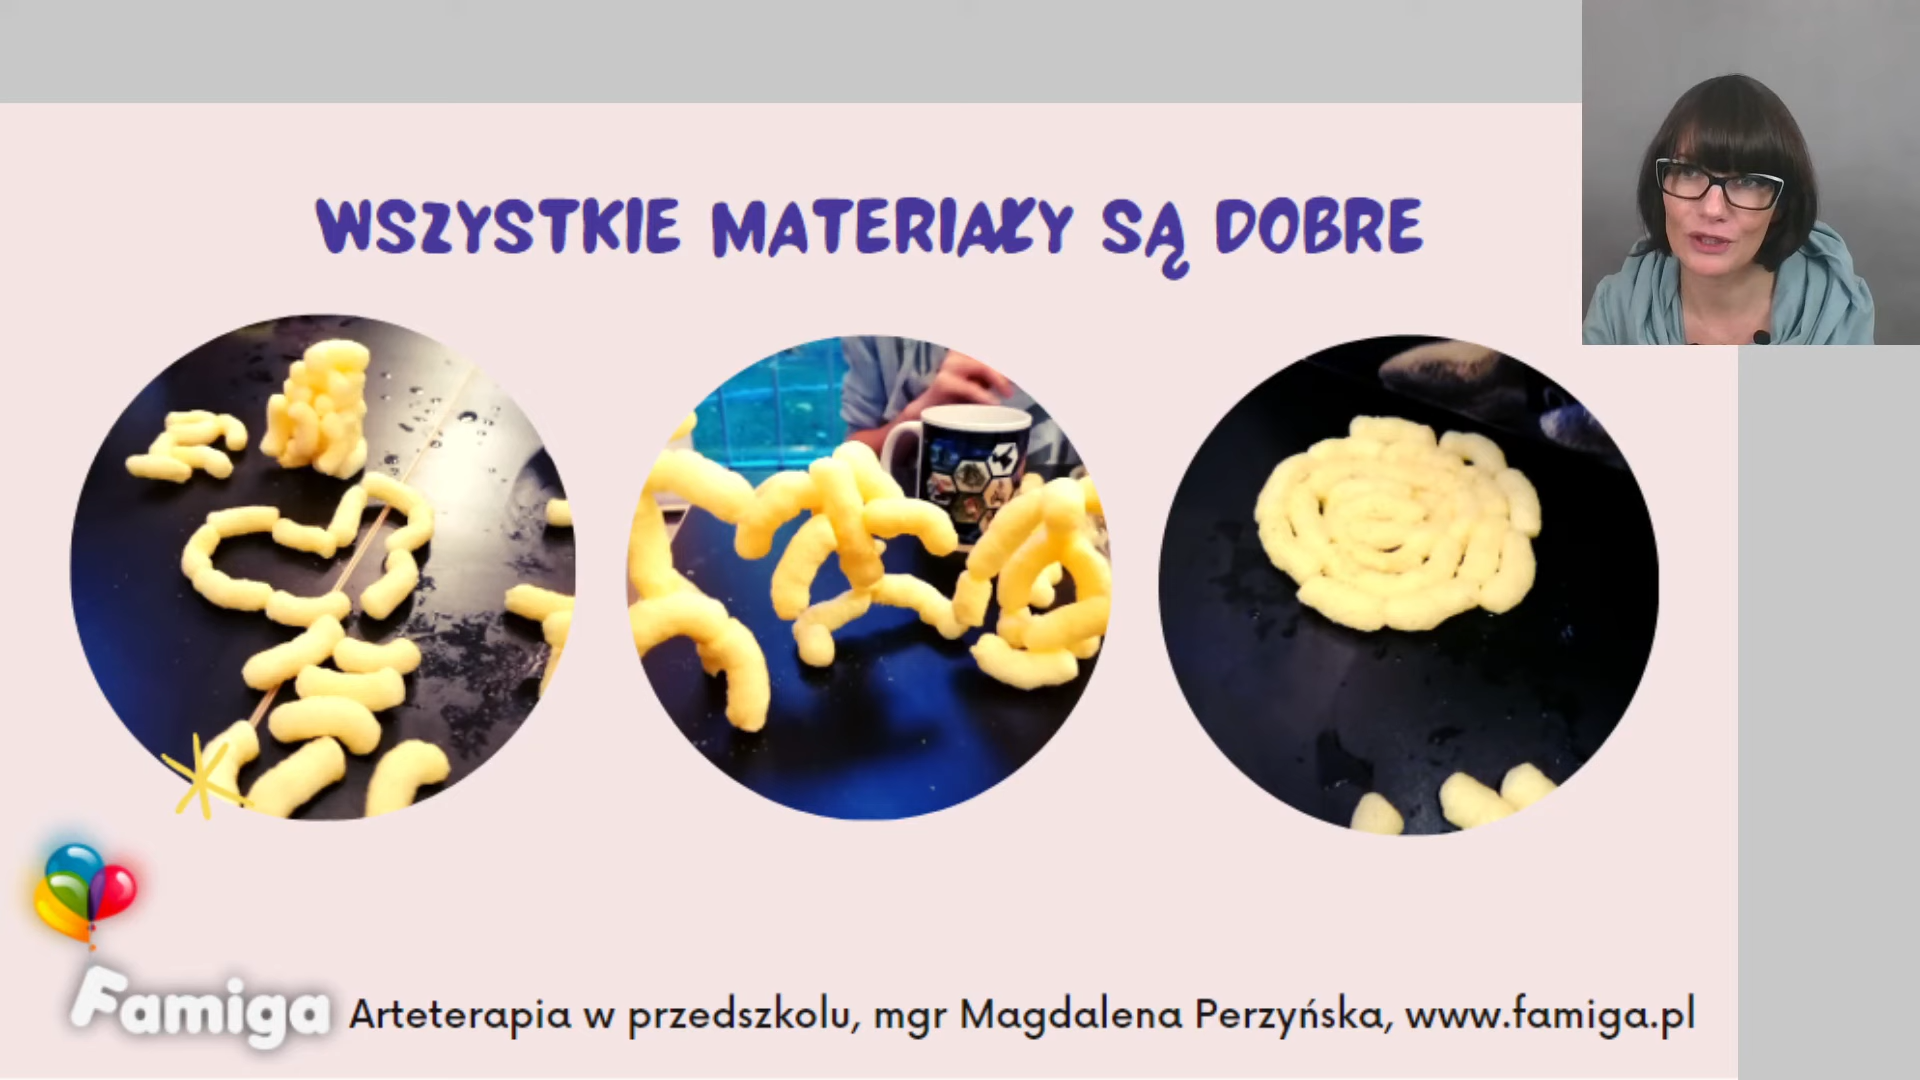 WSZYSTKIE MATERIAŁY SĄ DOBRE
Famiga
Arteterapia w przedszkolu, mgr Magdalena Perzyńska, www.famiga.pl